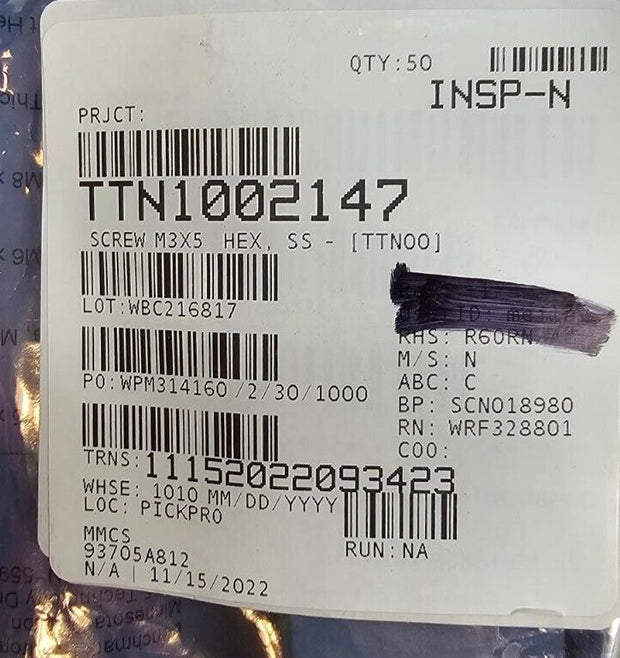 QTY:50
INSP-N
PRJCT:
TTN1002147
SCREW M3X5 HEX, SS - [TTN00]
LOT:WBC216817
RHS: R60RN
M/S: N
PO:WPM314160/2/30/1000
ABC: C
BP: SCN018980
RN: WRF328801
COO:
TRNS:11152022093423
WHSE: 1010 MM/DD/YYYY
LOC: PICKPRO
RUN:NA
MMCS
93705A812
N/A | 11/15/2022
Minnesota